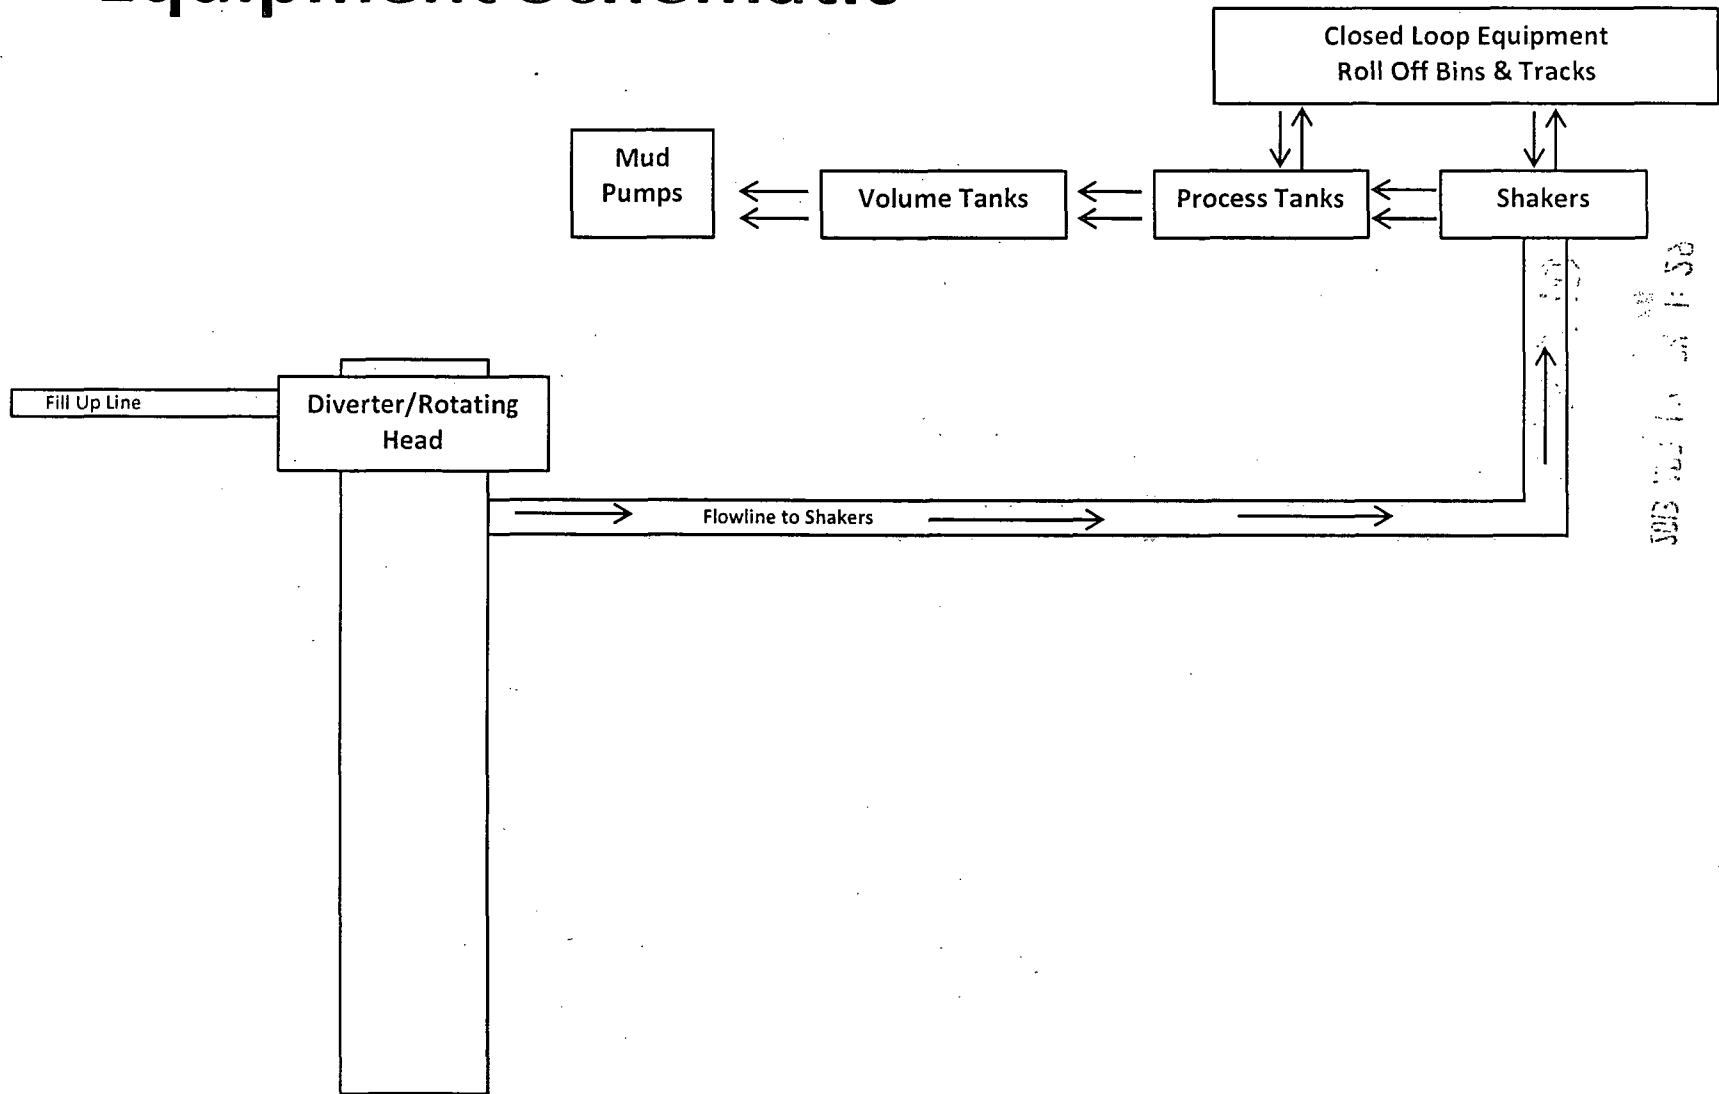 Equipment Schematic
Closed Loop Equipment
Roll Off Bins & Tracks
Mud
Pumps
Volume Tanks
Process Tanks
Shakers
Fill Up Line
Diverter/Rotating
Head
Flowline to Shakers